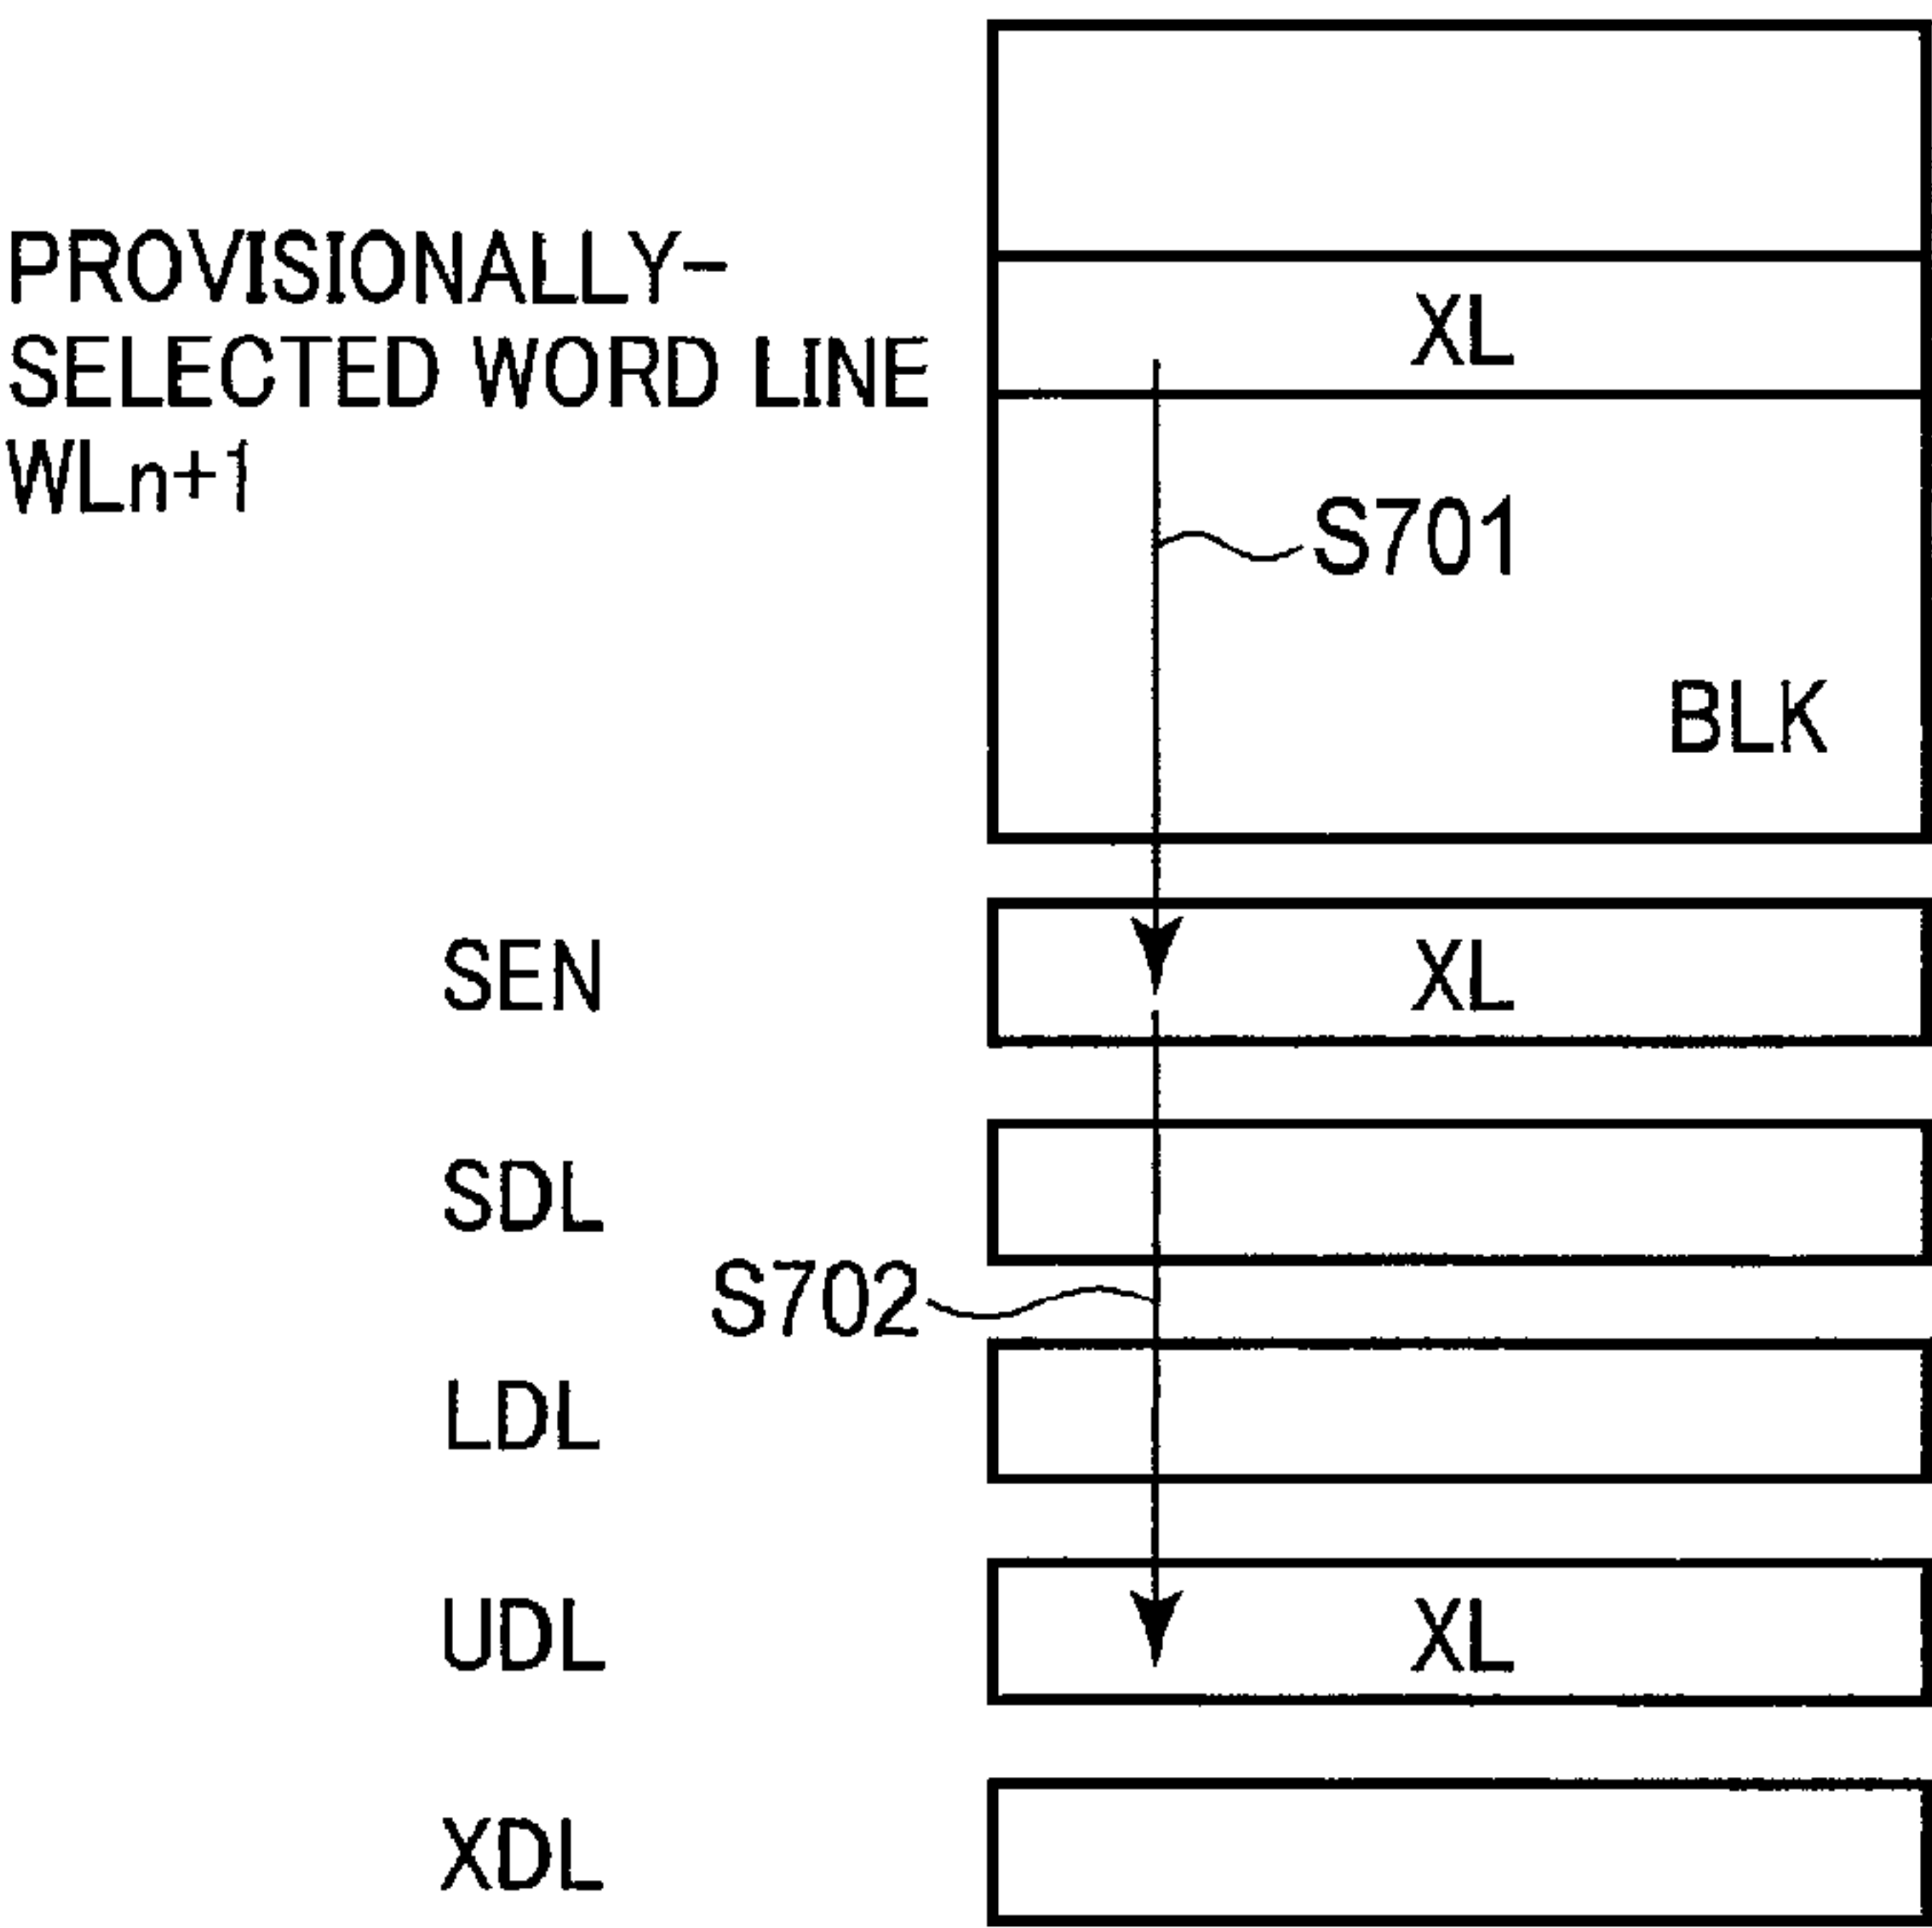 PROVISIONALLY-
SELECTED WORD LINE
WLn+1
XL
S701
BLK
SEN
XL
SDL
S702
LDL
UDL
XL
XDL